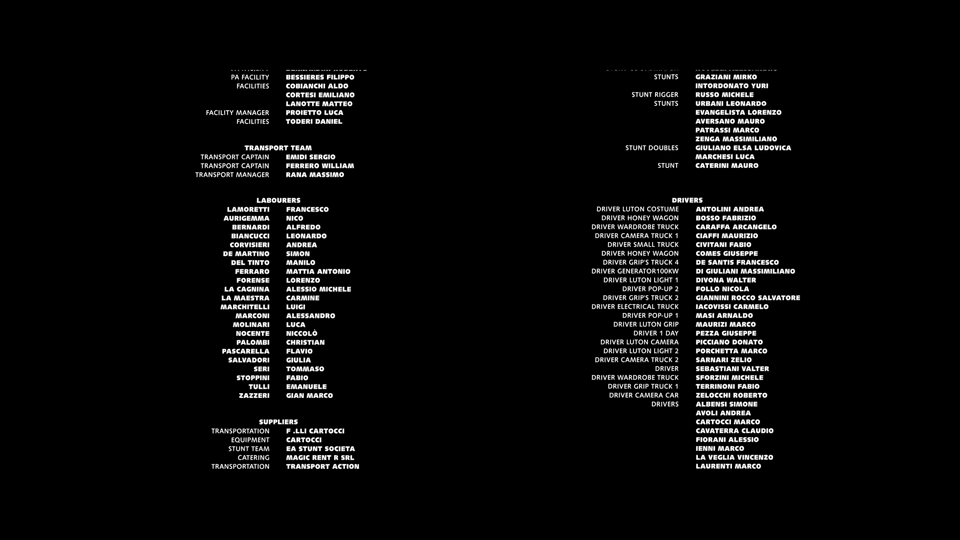 PA FACILITY BESSIERES FILIPPO
FACILITIES COBIANCHI ALDO
CORTESI EMILIANO
LANOTTE MATTEO
FACILITY MANAGER PROIETTO LUCA
FACILITIES TODERI DANIEL
TRANSPORT TEAM
TRANSPORT CAPTAIN EMIDI SERGIO
TRANSPORT CAPTAIN FERRERO WILLIAM
TRANSPORT MANAGER RANA MASSIMO
LABOURERS
LAMORETTI FRANCESCO
AURIGEMMA NICO
BERNARDI ALFREDO
BIANCUCCI LEONARDO
CORVISIERI ANDREA
DE MARTINO SIMON
DEL TINTO MANILO
FERRARO MATTIA ANTONIO
FORENSE LORENZO
LA CAGNINA ALESSIO MICHELE
LA MAESTRA CARMINE
MARCHITELLI LUIGI
MARCONI ALESSANDRO
MOLINARI LUCA
NOCENTE NICCOLÒ
PALOMBI CHRISTIAN
PASCARELLA FLAVIO
SALVADORI GIULIA
SERI TOMMASO
STOPPINI FABIO
TULLI EMANUELE
ZAZZERI GIAN MARCO
SUPPLIERS
TRANSPORTATION F .LLI CARTOCCI
EQUIPMENT CARTOCCI
STUNT TEAM EA STUNT SOCIETA
CATERING MAGIC RENT R SRL
TRANSPORTATION TRANSPORT ACTION
STUNTS GRAZIANI MIRKO
INTORDONATO YURI
STUNT RIGGER RUSSO MICHELE
STUNTS URBANI LEONARDO
EVANGELISTA LORENZO
AVERSANO MAURO
PATRASSI MARCO
ZENGA MASSIMILIANO
STUNT DOUBLES GIULIANO ELSA LUDOVICA
MARCHESI LUCA
STUNT CATERINI MAURO
DRIVERS
DRIVER LUTON COSTUME ANTOLINI ANDREA
DRIVER HONEY WAGON BOSSO FABRIZIO
DRIVER WARDROBE TRUCK CARAFFA ARCANGELO
DRIVER CAMERA TRUCK 1 CIAFFI MAURIZIO
DRIVER SMALL TRUCK CIVITANI FABIO
DRIVER HONEY WAGON COMES GIUSEPPE
DRIVER GRIP'S TRUCK 4 DE SANTIS FRANCESCO
DRIVER GENERATOR100KW DI GIULIANI MASSIMILIANO
DRIVER LUTON LIGHT 1 DIVONA WALTER
DRIVER POP-UP 2 FOLLO NICOLA
DRIVER GRIP'S TRUCK 2 GIANNINI ROCCO SALVATORE
DRIVER ELECTRICAL TRUCK IACOVISSI CARMELO
DRIVER POP-UP 1 MASI ARNALDO
DRIVER LUTON GRIP MAURIZI MARCO
DRIVER 1 DAY PEZZA GIUSEPPE
DRIVER LUTON CAMERA PICCIANO DONATO
DRIVER LUTON LIGHT 2 PORCHETTA MARCO
DRIVER CAMERA TRUCK 2 SARNARI ZELIO
DRIVER SEBASTIANI VALTER
DRIVER WARDROBE TRUCK SFORZINI MICHELE
DRIVER GRIP TRUCK 1 TERRINONI FABIO
DRIVER CAMERA CAR ZELOCCHI ROBERTO
DRIVERS ALBENSI SIMONE
AVOLI ANDREA
CARTOCCI MARCO
CAVATERRA CLAUDIO
FIORANI ALESSIO
IENNI MARCO
LA VEGLIA VINCENZO
LAURENTI MARCO